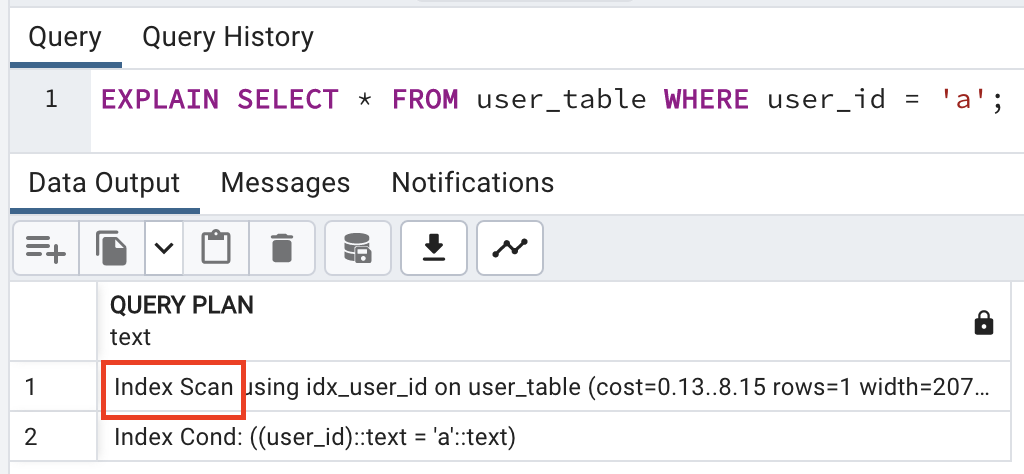 Query Query History
1 EXPLAIN SELECT * FROM user_table WHERE user_id = 'a';
Data Output Messages Notifications
QUERY PLAN
text
1 Index Scan using idx_user_id on user_table (cost=0.13..8.15 rows=1 width=207...
2 Index Cond: ((user_id)::text = 'a'::text)